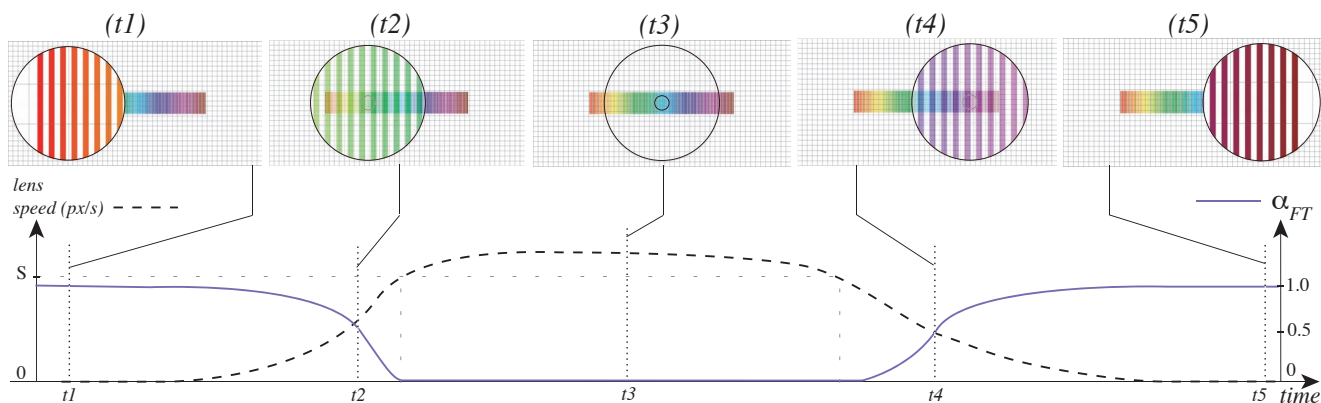 (t1) (t2) (t3) (t4) (t5)
lens
speed (px/s)
α_FT
S
1.0
0.5
0 0
t1 t2 t3 t4 t5 time